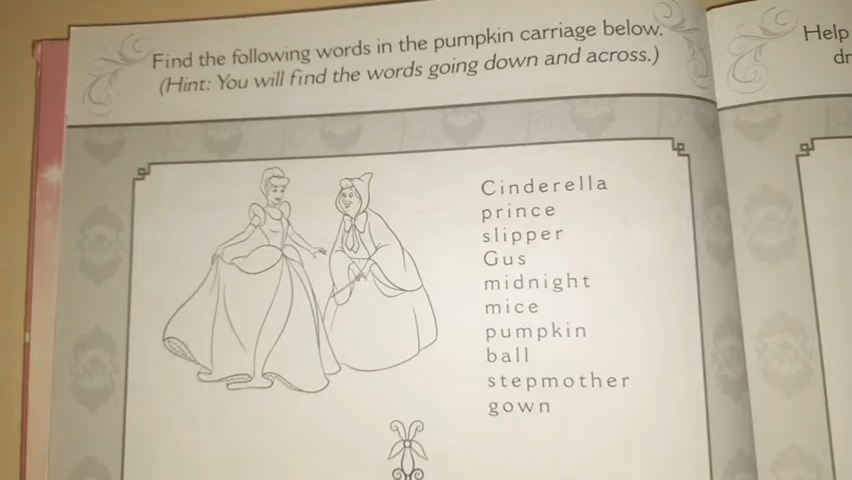 Find the following words in the pumpkin carriage below.
(Hint: You will find the words going down and across.)
Help
dr
Cinderella
prince
slipper
Gus
midnight
mice
pumpkin
ball
stepmother
gown